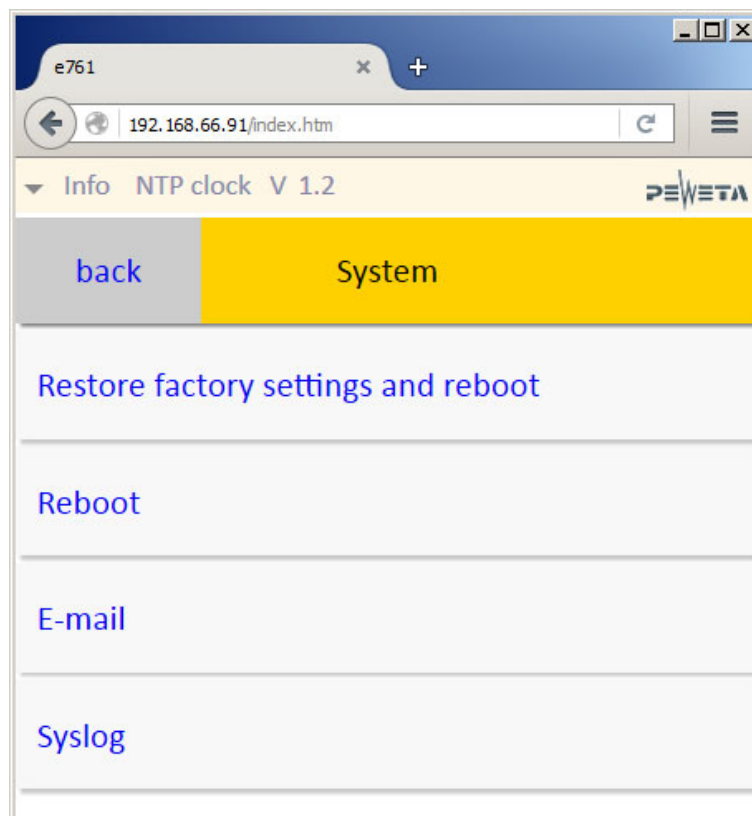 e761
192.168.66.91/index.htm
Info NTP clock V 1.2
PEWETA
back System
Restore factory settings and reboot
Reboot
E-mail
Syslog